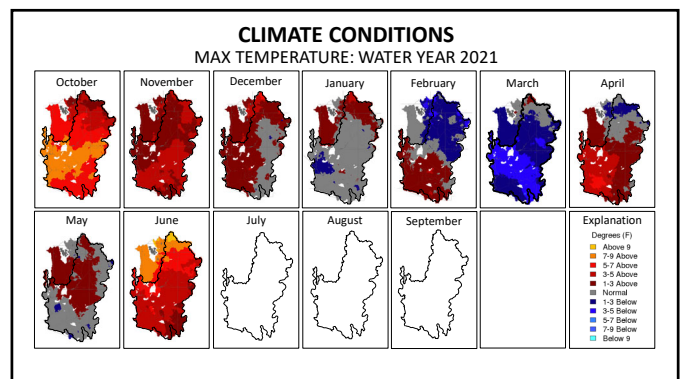 CLIMATE CONDITIONS
MAX TEMPERATURE: WATER YEAR 2021
October
November
December
January
February
March
April
May
June
July
August
September
Explanation
Degrees (F)
Above 9
7-9 Above
5-7 Above
3-5 Above
1-3 Above
Normal
1-3 Below
3-5 Below
5-7 Below
7-9 Below
Below 9